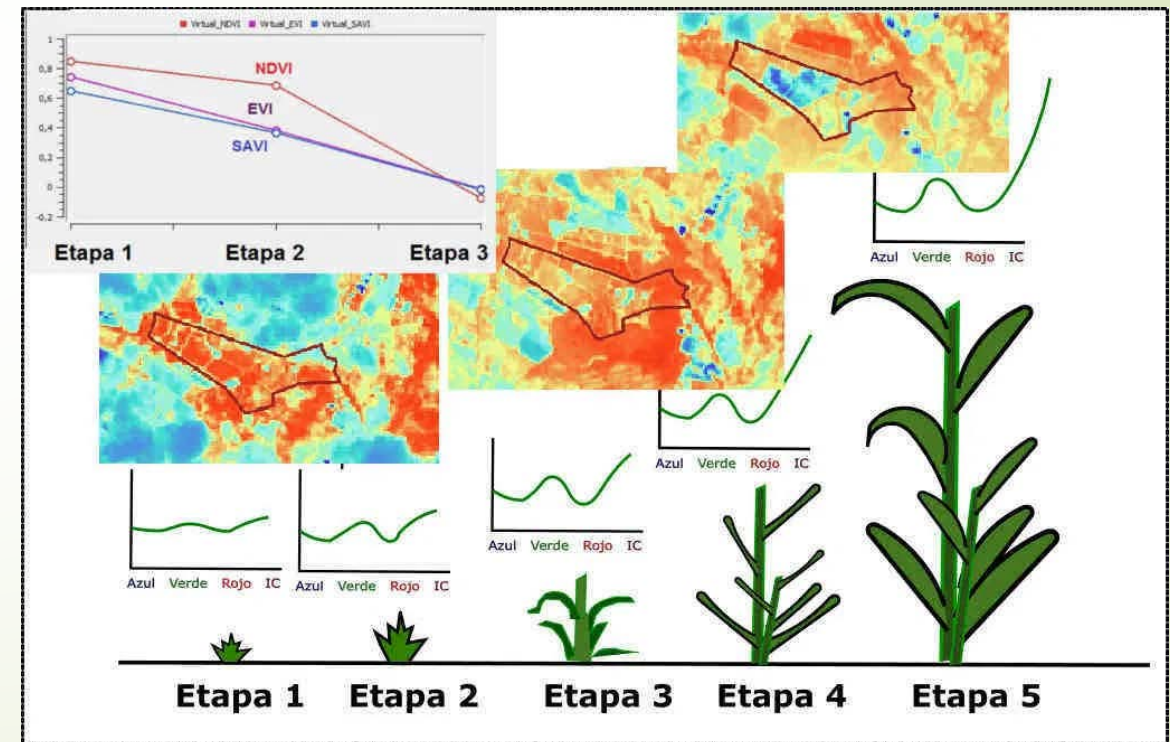 Virtual_NDVI Virtual_EVI Virtual_SAVI
1
0,8
0,6
0,4
0,2
0
-0,2
NDVI
EVI
SAVI
Etapa 1 Etapa 2 Etapa 3
Azul Verde Rojo IC
Azul Verde Rojo IC
Azul Verde Rojo IC
Azul Verde Rojo IC
Azul Verde Rojo IC
Etapa 1 Etapa 2 Etapa 3 Etapa 4 Etapa 5